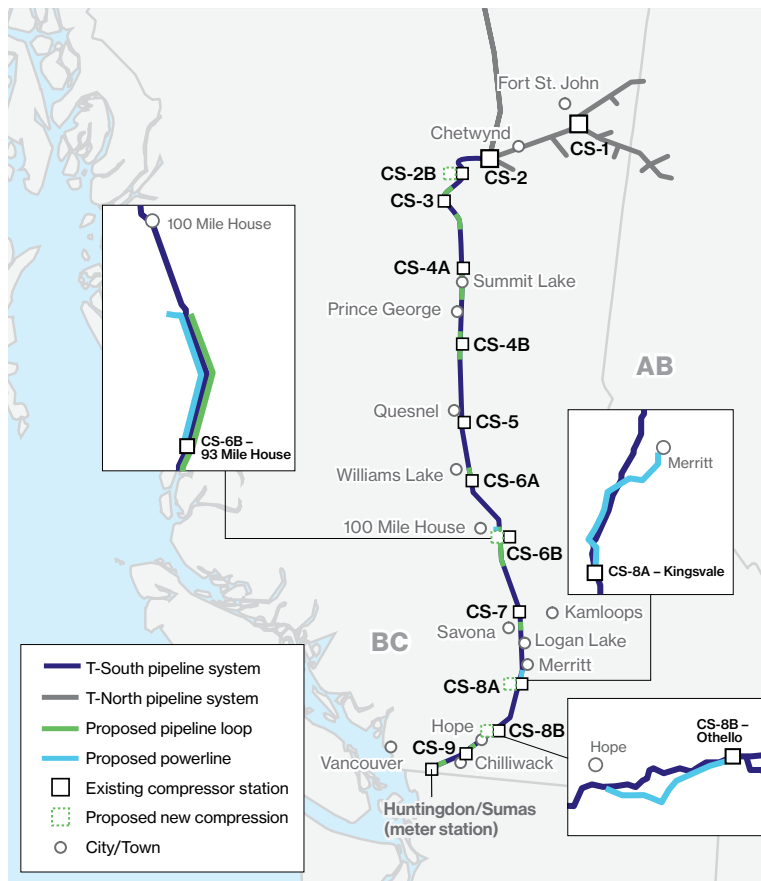 Fort St. John
Chetwynd
CS-1
CS-2B
CS-2
CS-3
100 Mile House
CS-4A
Summit Lake
Prince George
CS-4B
AB
Quesnel
CS-5
CS-6B –
93 Mile House
Merritt
Williams Lake
CS-6A
100 Mile House
CS-6B
CS-8A – Kingsvale
CS-7
Kamloops
Savona
BC
Logan Lake
Merritt
CS-8A
T-South pipeline system
T-North pipeline system
Proposed pipeline loop
Proposed powerline
Existing compressor station
Proposed new compression
City/Town
Hope
CS-8B
CS-9
Vancouver
Chilliwack
CS-8B –
Othello
Hope
Huntingdon/Sumas
(meter station)